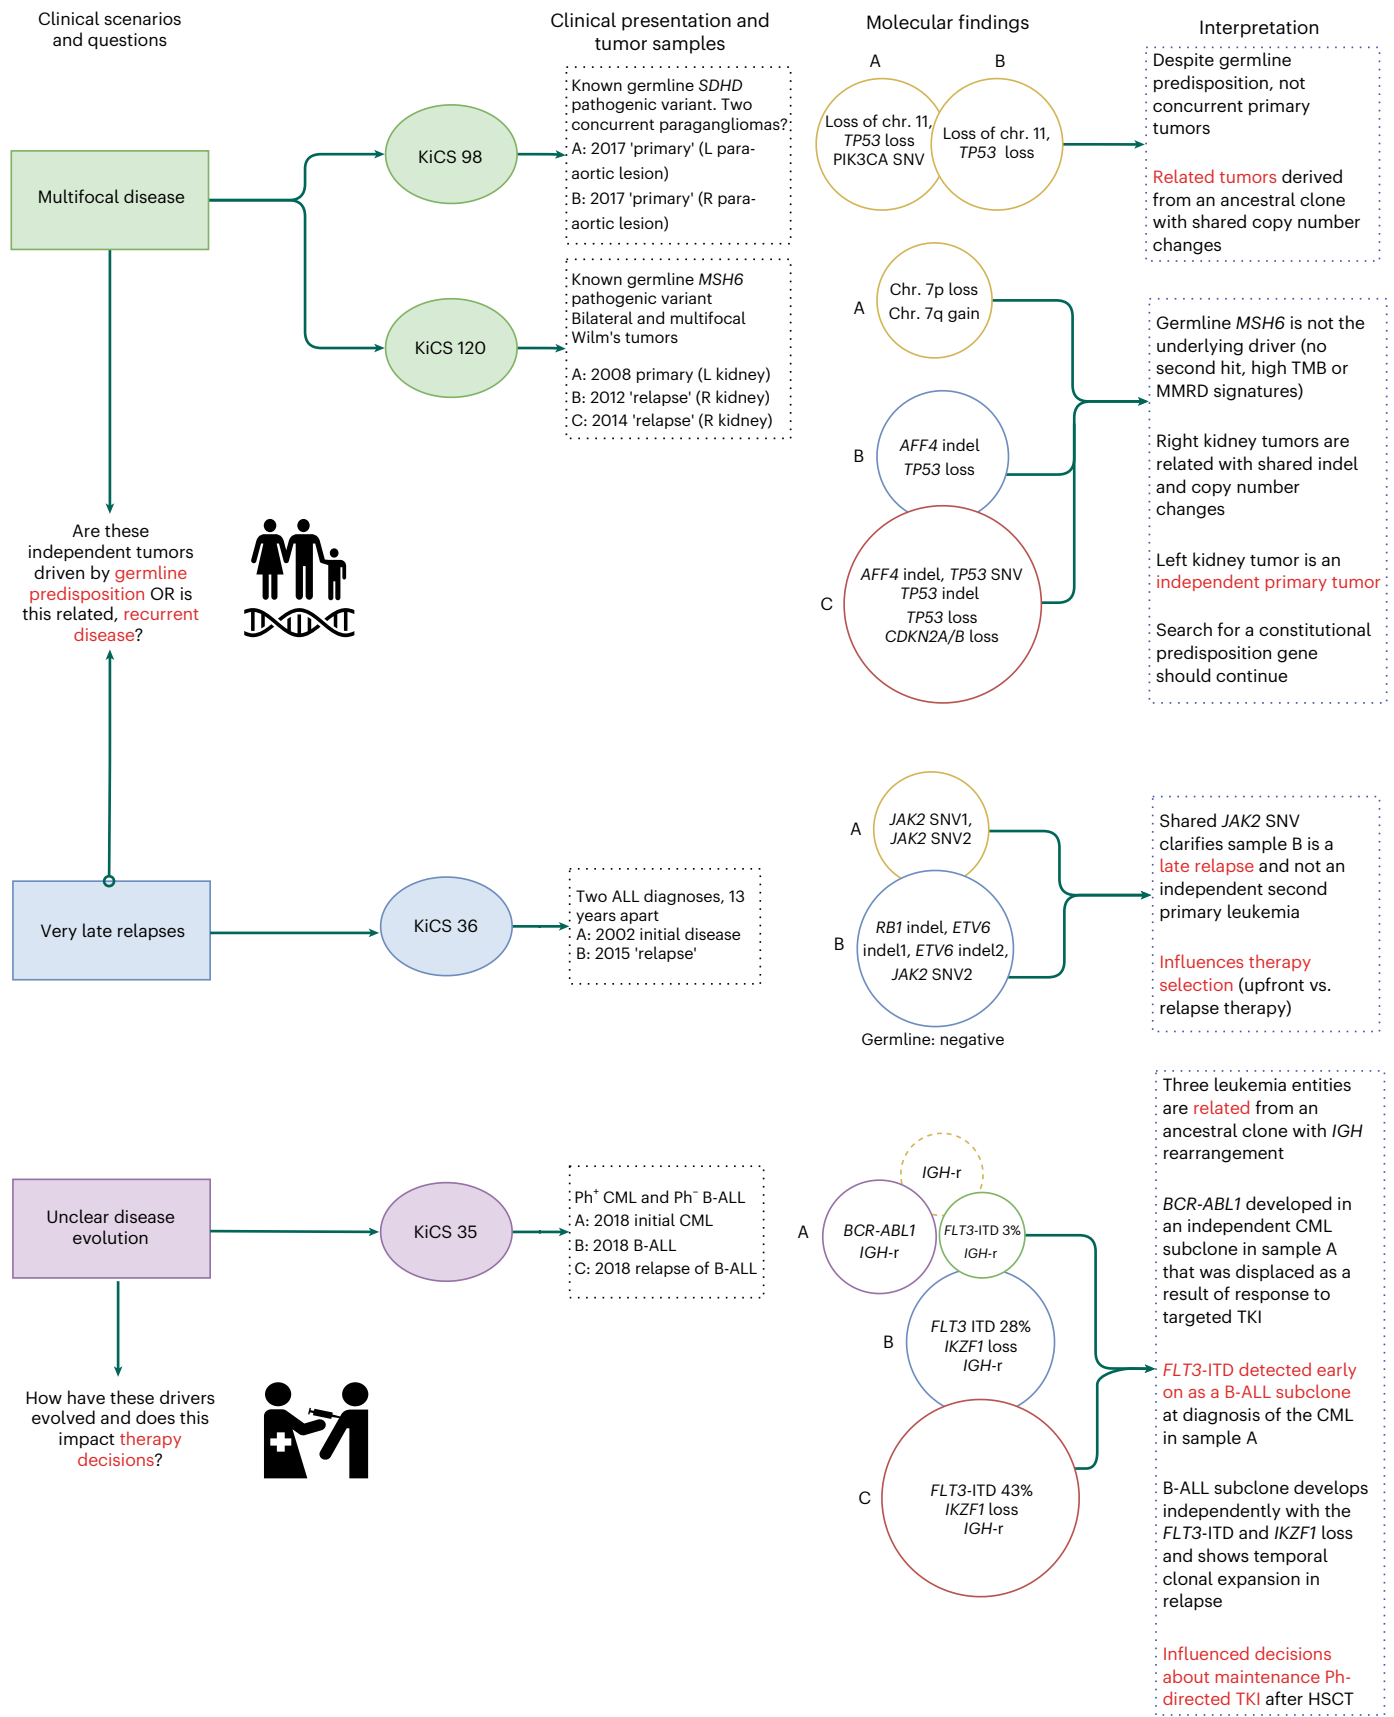 Clinical scenarios
and questions
Clinical presentation and
tumor samples
Molecular findings
Interpretation
Multifocal disease
KiCS 98
Known germline SDHD
pathogenic variant. Two
concurrent paragangliomas?
A: 2017 'primary' (L para-
aortic lesion)
B: 2017 'primary' (R para-
aortic lesion)
A
B
Loss of chr. 11,
TP53 loss
PIK3CA SNV
Loss of chr. 11,
TP53 loss
Despite germline
predisposition, not
concurrent primary
tumors
Related tumors derived
from an ancestral clone
with shared copy number
changes
KiCS 120
Known germline MSH6
pathogenic variant
Bilateral and multifocal
Wilm's tumors
A: 2008 primary (L kidney)
B: 2012 'relapse' (R kidney)
C: 2014 'relapse' (R kidney)
A
Chr. 7p loss
Chr. 7q gain
B
AFF4 indel
TP53 loss
C
AFF4 indel, TP53 SNV
TP53 indel
TP53 loss
CDKN2A/B loss
Germline MSH6 is not the
underlying driver (no
second hit, high TMB or
MMRD signatures)
Right kidney tumors are
related with shared indel
and copy number
changes
Left kidney tumor is an
independent primary tumor
Search for a constitutional
predisposition gene
should continue
Are these
independent tumors
driven by germline
predisposition OR is
this related, recurrent
disease?
Very late relapses
KiCS 36
Two ALL diagnoses, 13
years apart
A: 2002 initial disease
B: 2015 'relapse'
A
JAK2 SNV1,
JAK2 SNV2
B
RB1 indel, ETV6
indel1, ETV6 indel2,
JAK2 SNV2
Germline: negative
Shared JAK2 SNV
clarifies sample B is a
late relapse and not an
independent second
primary leukemia
Influences therapy
selection (upfront vs.
relapse therapy)
Unclear disease
evolution
KiCS 35
Ph⁺ CML and Ph⁻ B-ALL
A: 2018 initial CML
B: 2018 B-ALL
C: 2018 relapse of B-ALL
IGH-r
A
BCR-ABL1
IGH-r
FLT3-ITD 3%
IGH-r
B
FLT3 ITD 28%
IKZF1 loss
IGH-r
C
FLT3-ITD 43%
IKZF1 loss
IGH-r
Three leukemia entities
are related from an
ancestral clone with IGH
rearrangement
BCR-ABL1 developed in
an independent CML
subclone in sample A
that was displaced as a
result of response to
targeted TKI
FLT3-ITD detected early
on as a B-ALL subclone
at diagnosis of the CML
in sample A
B-ALL subclone develops
independently with the
FLT3-ITD and IKZF1 loss
and shows temporal
clonal expansion in
relapse
Influenced decisions
about maintenance Ph-
directed TKI after HSCT
How have these drivers
evolved and does this
impact therapy
decisions?